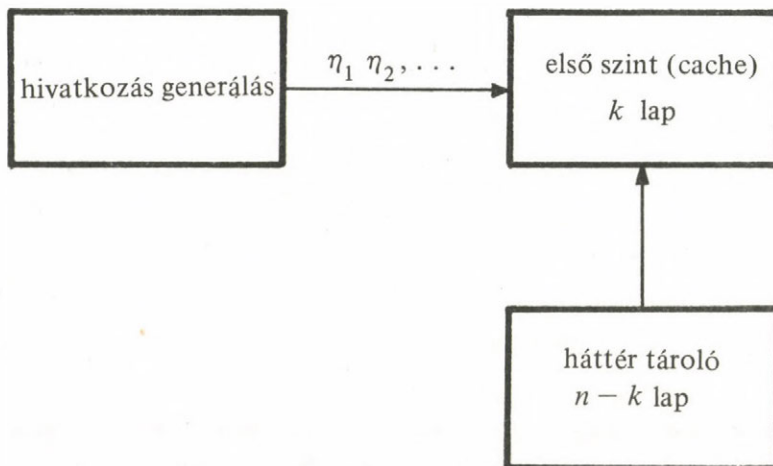 hivatkozás generálás
η₁ η₂, . . .
első szint (cache)
k lap
háttér tároló
n − k lap